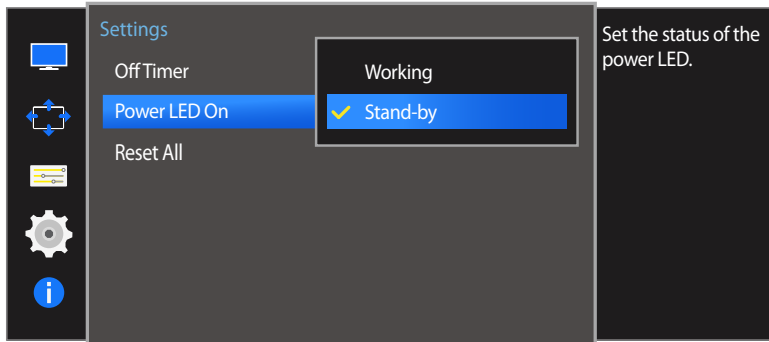 Settings
Off Timer
Power LED On
Reset All
Working
Stand-by
Set the status of the
power LED.